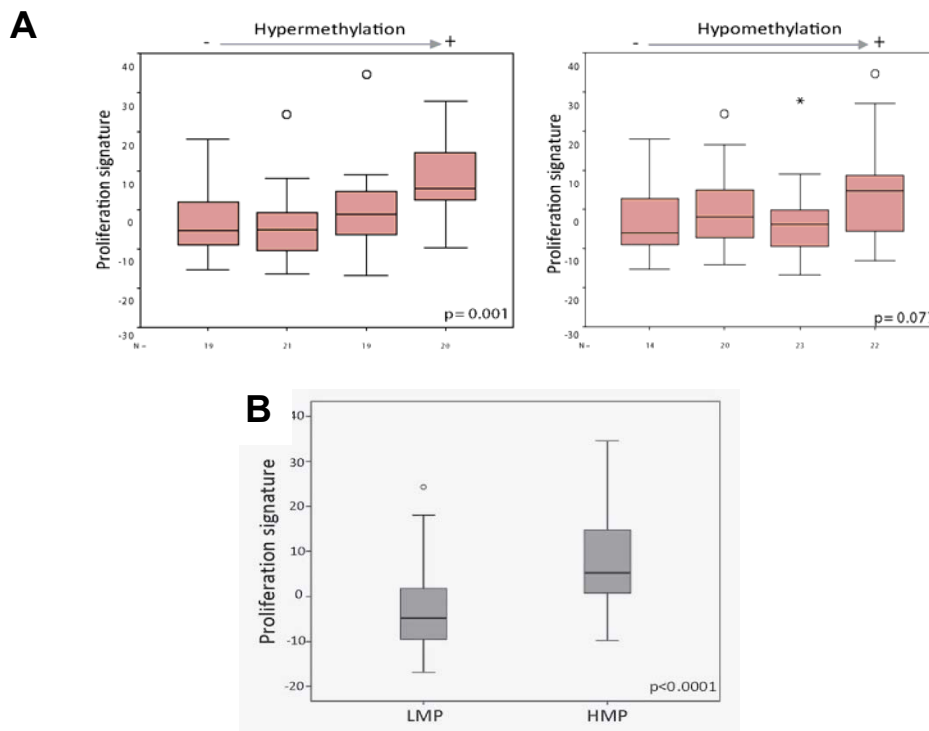 A
Hypermethylation
- +
Proliferation signature
40
30
20
10
0
-10
-20
-30
p= 0.001
N = 19 21 19 20
Hypomethylation
- +
Proliferation signature
40
30
20
10
0
-10
-20
-30
*
p= 0.077
N = 14 20 23 22
B
Proliferation signature
40
30
20
10
0
-10
-20
p<0.0001
LMP HMP